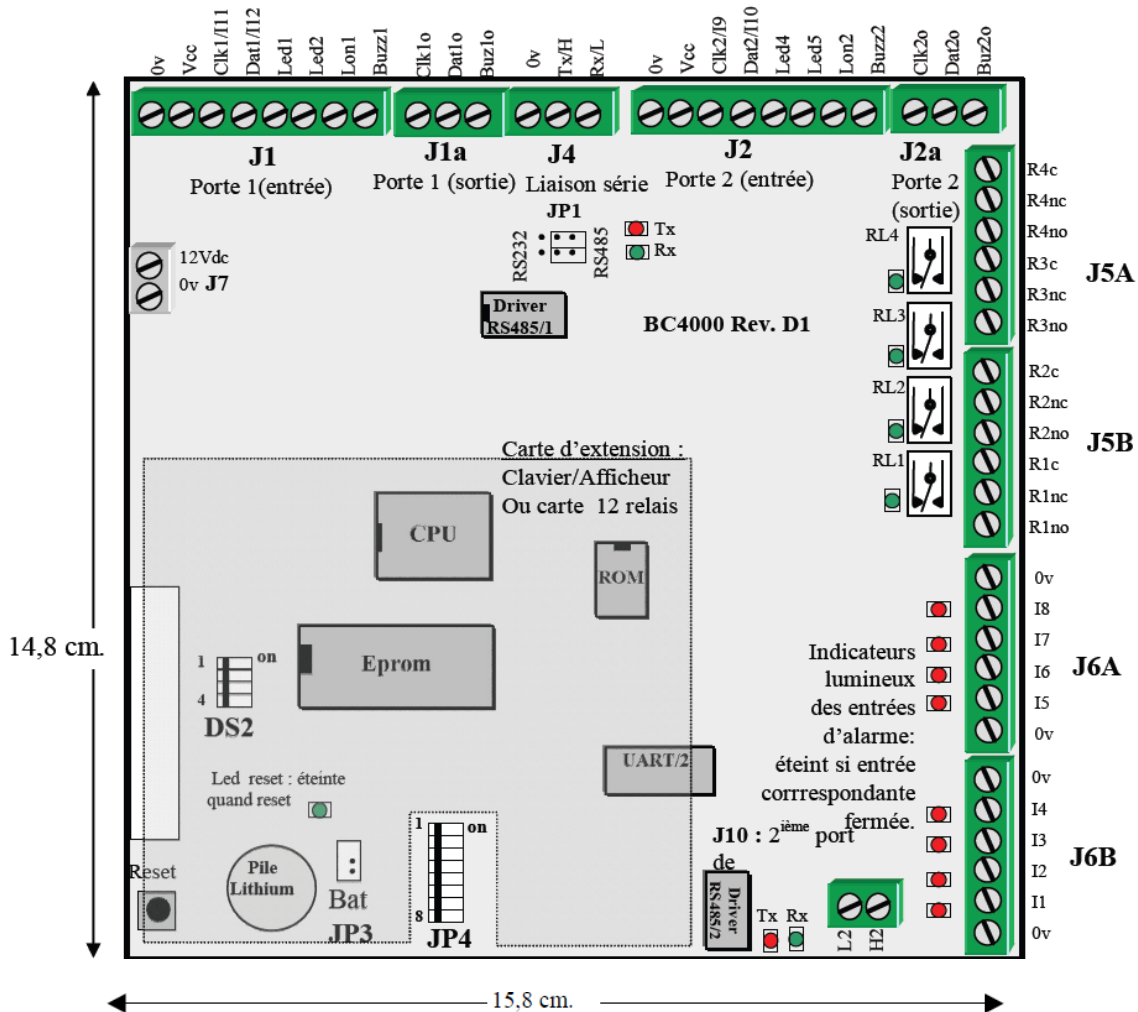 0v
Vcc
Clk1/I11
Dat1/I12
Led1
Led2
Lon1
Buzz1
Clk1o
Dat1o
Buz1o
0v
Tx/H
Rx/L
0v
Vcc
Clk2/I9
Dat2/I10
Led4
Led5
Lon2
Buzz2
Clk2o
Dat2o
Buz2o
J1
Porte 1(entrée)
J1a
Porte 1 (sortie)
J4
Liaison série
J2
Porte 2 (entrée)
J2a
Porte 2
(sortie)
JP1
RS232
RS485
Tx
Rx
12Vdc
0v J7
Driver
RS485/1
BC4000 Rev. D1
RL4
RL3
RL2
RL1
R4c
R4nc
R4no
R3c
R3nc
R3no
J5A
R2c
R2nc
R2no
R1c
R1nc
R1no
J5B
Carte d’extension :
Clavier/Afficheur
Ou carte 12 relais
CPU
ROM
Eprom
UART/2
1
on
4
DS2
14,8 cm.
Led reset : éteinte
quand reset
Reset
Pile
Lithium
Bat
JP3
1
on
8
JP4
Indicateurs
lumineux
des entrées
d’alarme:
éteint si entrée
corrrespondante
fermée.
0v
I8
I7
I6
I5
0v
J6A
0v
I4
I3
I2
I1
0v
J6B
J10 : 2ième port
de
Driver
RS485/2
Tx Rx
L2
H2
15,8 cm.